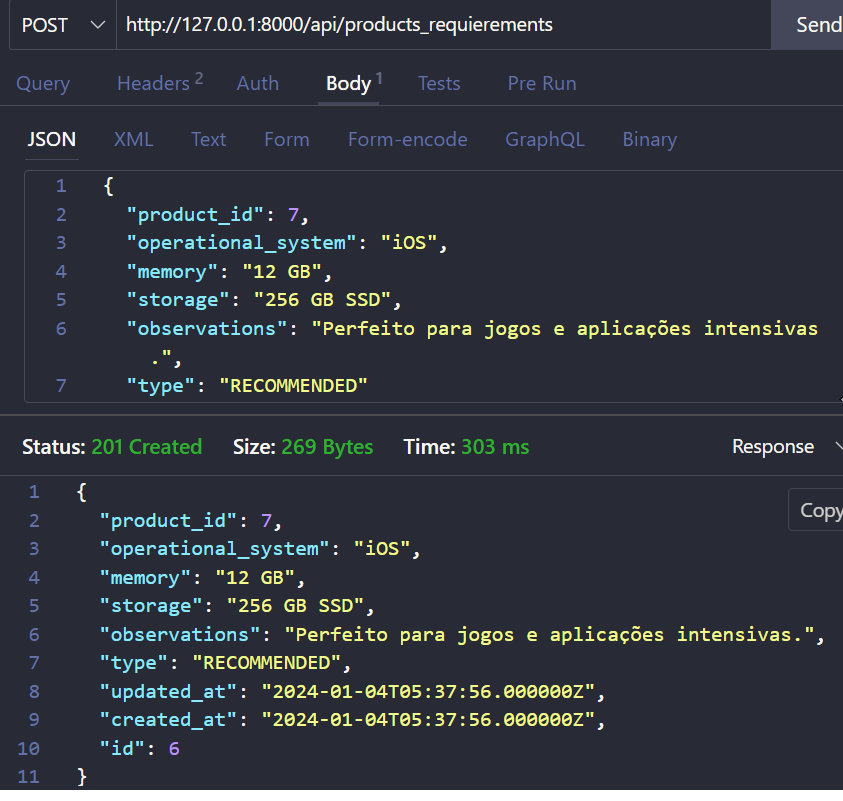 POST http://127.0.0.1:8000/api/products_requierements Send
Query Headers 2 Auth Body 1 Tests Pre Run
JSON XML Text Form Form-encode GraphQL Binary
1 {
2 "product_id": 7,
3 "operational_system": "iOS",
4 "memory": "12 GB",
5 "storage": "256 GB SSD",
6 "observations": "Perfeito para jogos e aplicações intensivas
.",
7 "type": "RECOMMENDED"
Status: 201 Created Size: 269 Bytes Time: 303 ms Response
1 {
Copy
2 "product_id": 7,
3 "operational_system": "iOS",
4 "memory": "12 GB",
5 "storage": "256 GB SSD",
6 "observations": "Perfeito para jogos e aplicações intensivas.",
7 "type": "RECOMMENDED",
8 "updated_at": "2024-01-04T05:37:56.000000Z",
9 "created_at": "2024-01-04T05:37:56.000000Z",
10 "id": 6
11 }